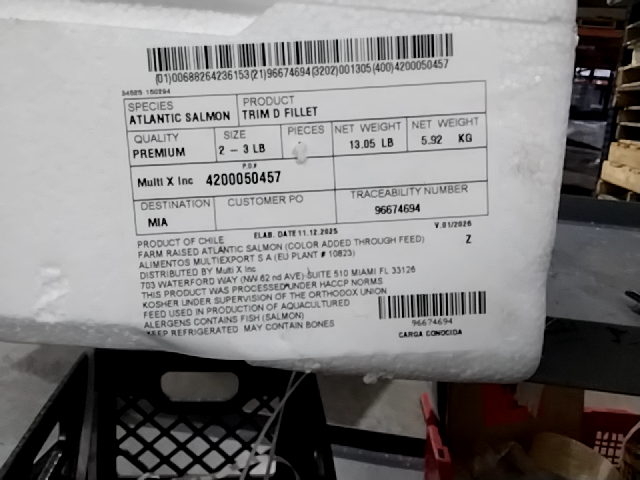 (01)00688264236153(21)96674694(3202)001305(400)4200050457
SPECIES PRODUCT
ATLANTIC SALMON TRIM D FILLET
QUALITY SIZE PIECES NET WEIGHT NET WEIGHT
PREMIUM 2 – 3 LB 13.05 LB 5.92 KG
P.O.#
Multi X Inc 4200050457
DESTINATION CUSTOMER PO TRACEABILITY NUMBER
MIA 96674694
ELAB. DATE 11.12.2025 V.01/2026
PRODUCT OF CHILE Z
FARM RAISED ATLANTIC SALMON (COLOR ADDED THROUGH FEED)
ALIMENTOS MULTIEXPORT S A (EU PLANT # 10823)
DISTRIBUTED BY Multi X Inc
703 WATERFORD WAY (NW 62 nd AVE) SUITE 510 MIAMI FL 33126
THIS PRODUCT WAS PROCESSED UNDER HACCP NORMS
KOSHER UNDER SUPERVISION OF THE ORTHODOX UNION
FEED USED IN PRODUCTION OF AQUACULTURED
ALERGENS CONTAINS FISH (SALMON)
KEEP REFRIGERATED MAY CONTAIN BONES
96674694
CARGA CONOCIDA